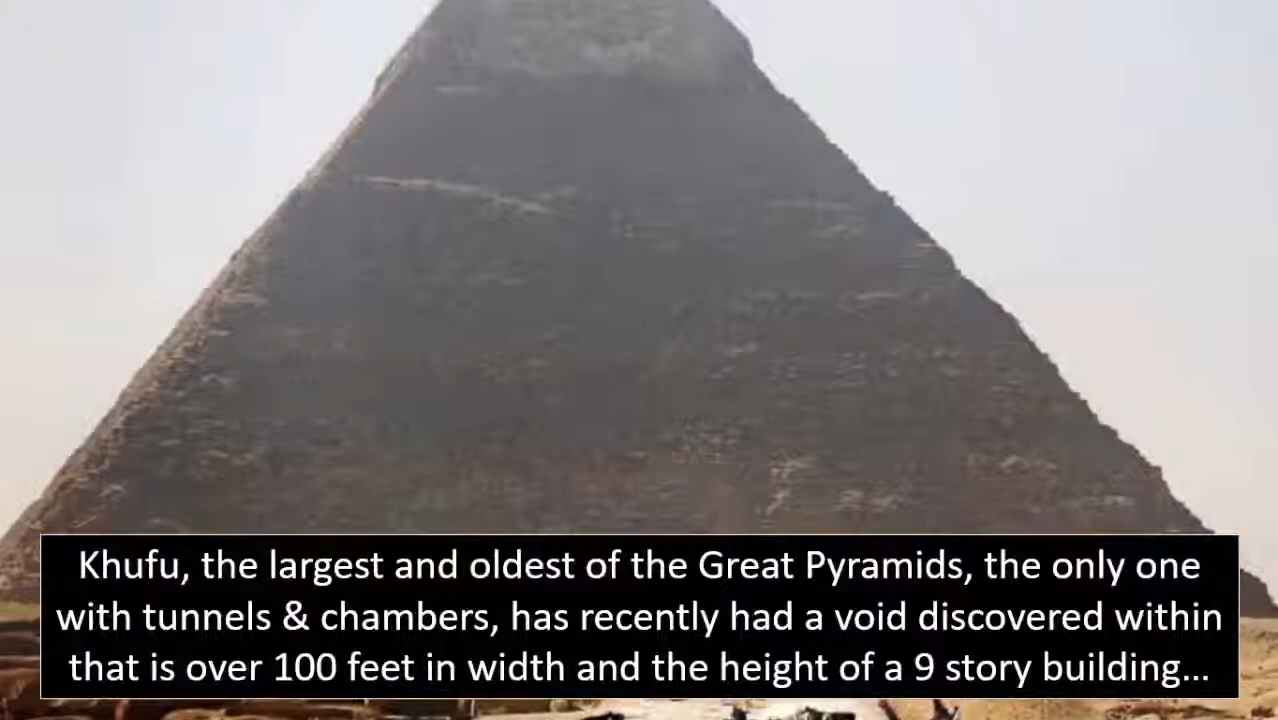 Khufu, the largest and oldest of the Great Pyramids, the only one
with tunnels & chambers, has recently had a void discovered within
that is over 100 feet in width and the height of a 9 story building...